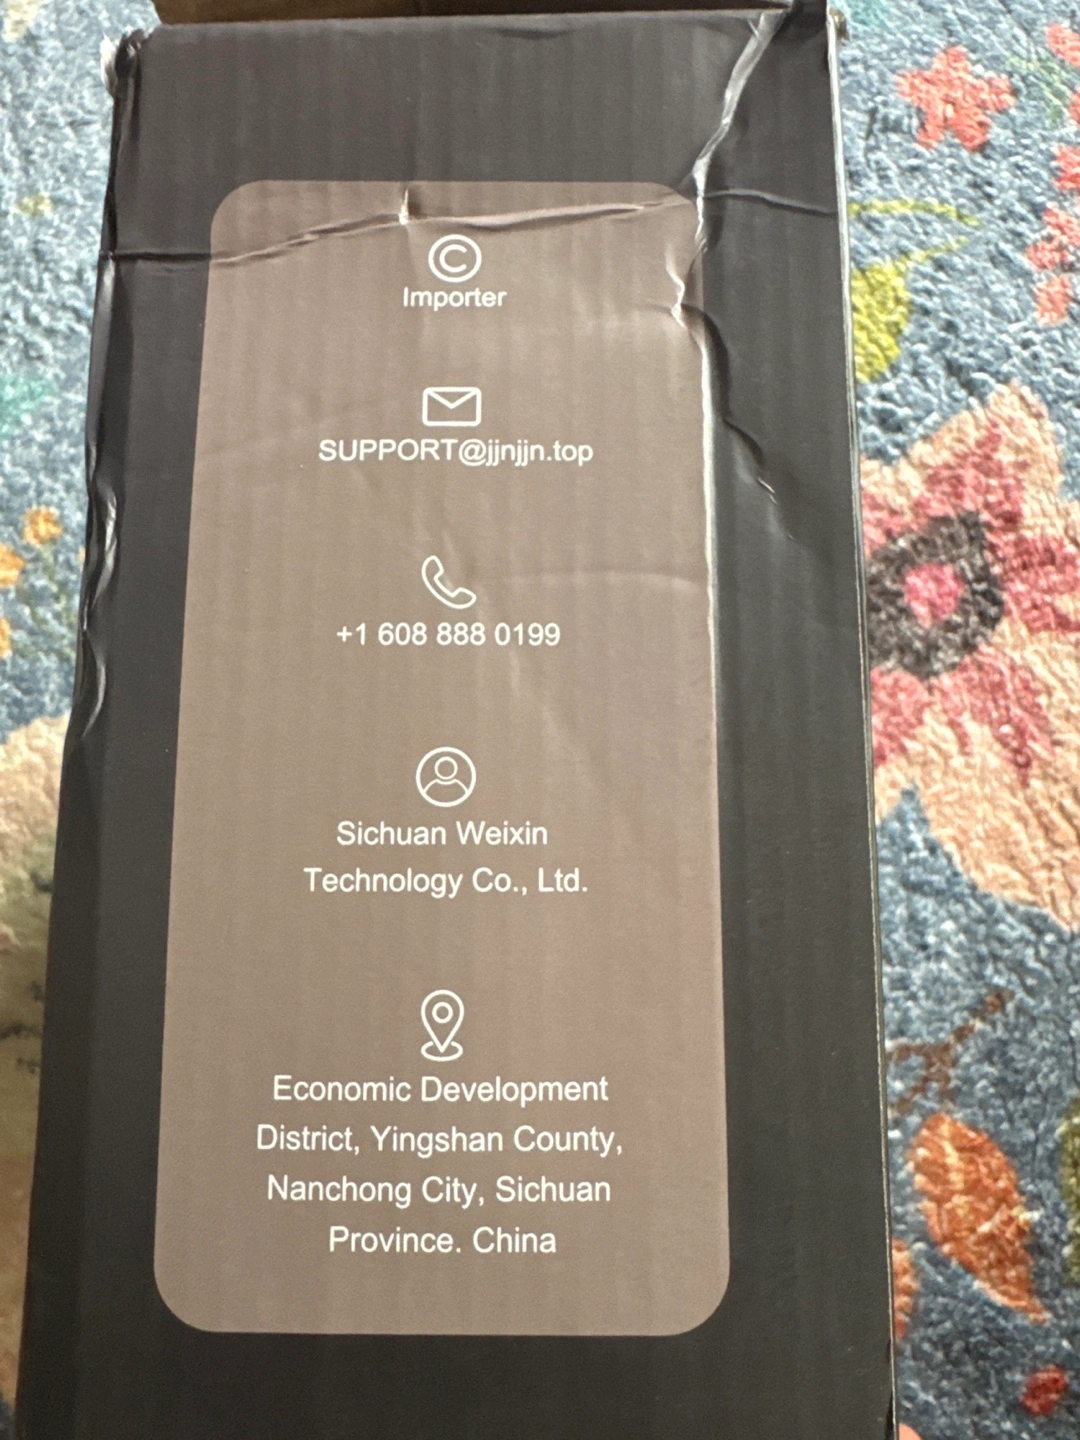 ©
Importer
SUPPORT@jjnjjn.top
+1 608 888 0199
Sichuan Weixin
Technology Co., Ltd.
Economic Development
District, Yingshan County,
Nanchong City, Sichuan
Province. China